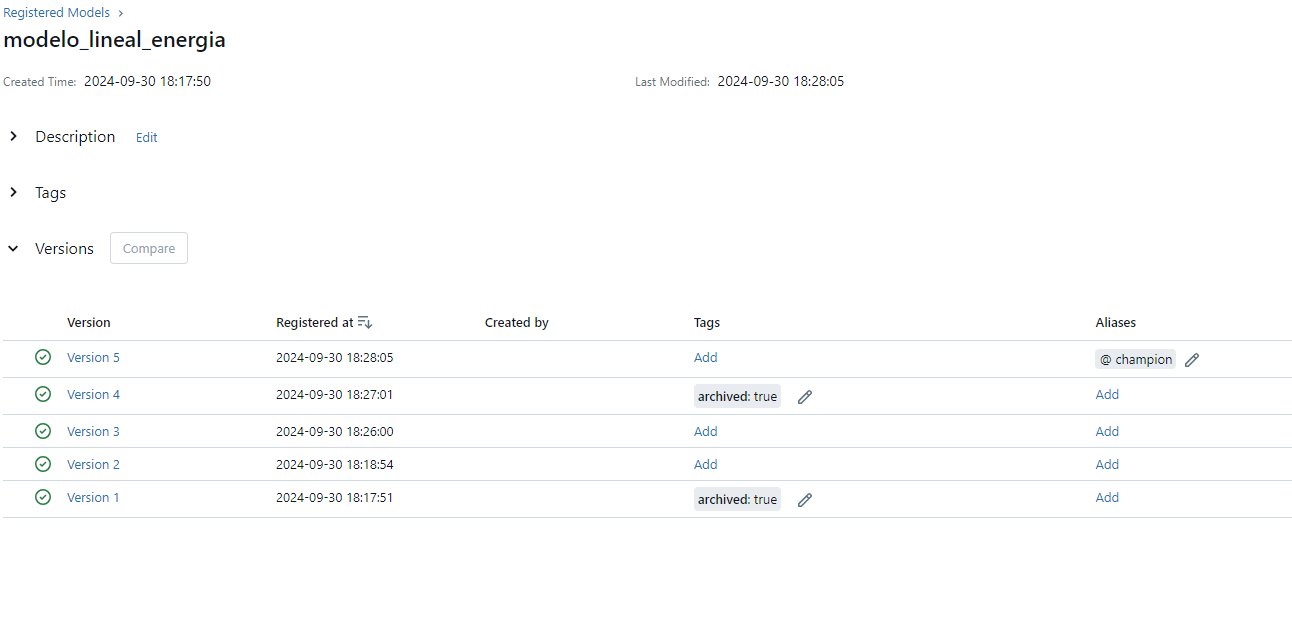 Registered Models ›
modelo_lineal_energia
Created Time: 2024-09-30 18:17:50 Last Modified: 2024-09-30 18:28:05
Description Edit
Tags
Versions Compare
Version Registered at Created by Tags Aliases
Version 5 2024-09-30 18:28:05 Add @ champion
Version 4 2024-09-30 18:27:01 archived: true Add
Version 3 2024-09-30 18:26:00 Add Add
Version 2 2024-09-30 18:18:54 Add Add
Version 1 2024-09-30 18:17:51 archived: true Add